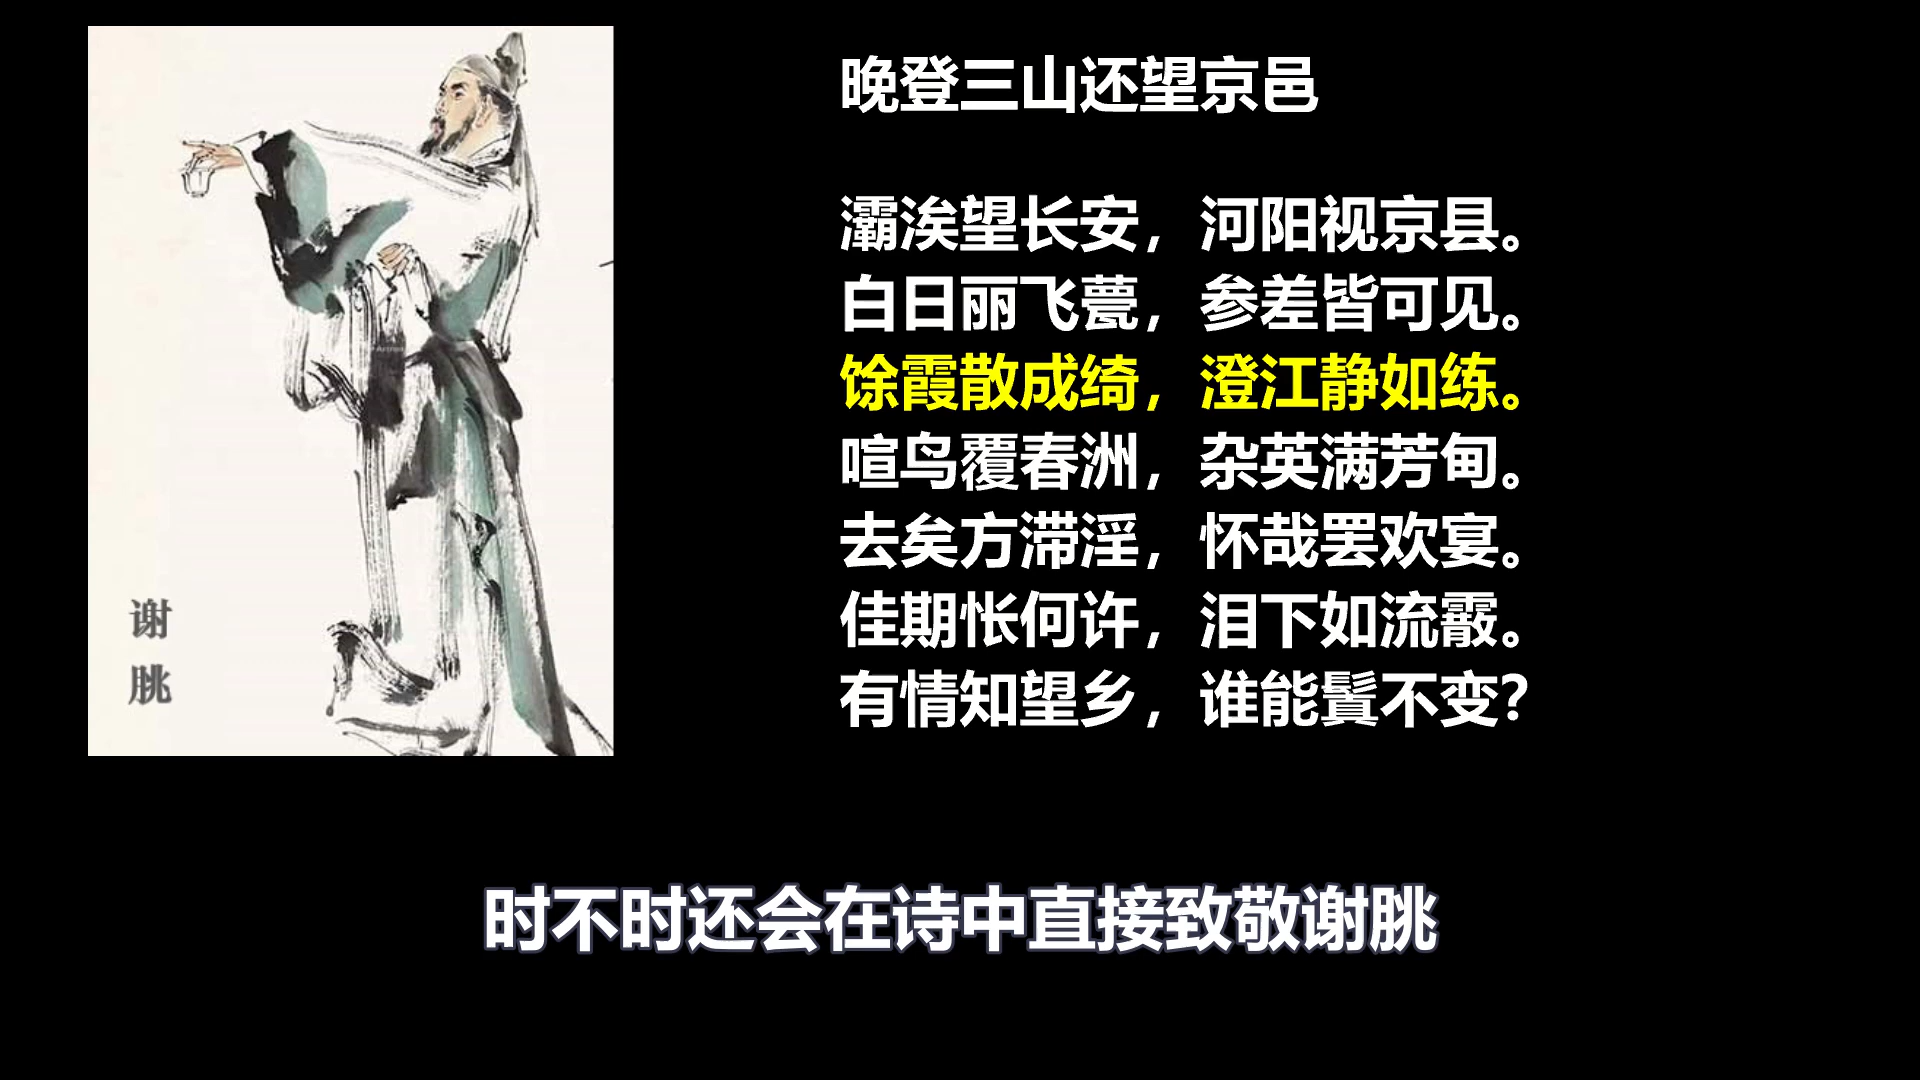 晚登三山还望京邑
灞涘望长安，河阳视京县。
白日丽飞甍，参差皆可见。
馀霞散成绮，澄江静如练。
喧鸟覆春洲，杂英满芳甸。
去矣方滞淫，怀哉罢欢宴。
佳期怅何许，泪下如流霰。
有情知望乡，谁能鬒不变？
谢
朓
时不时还会在诗中直接致敬谢朓